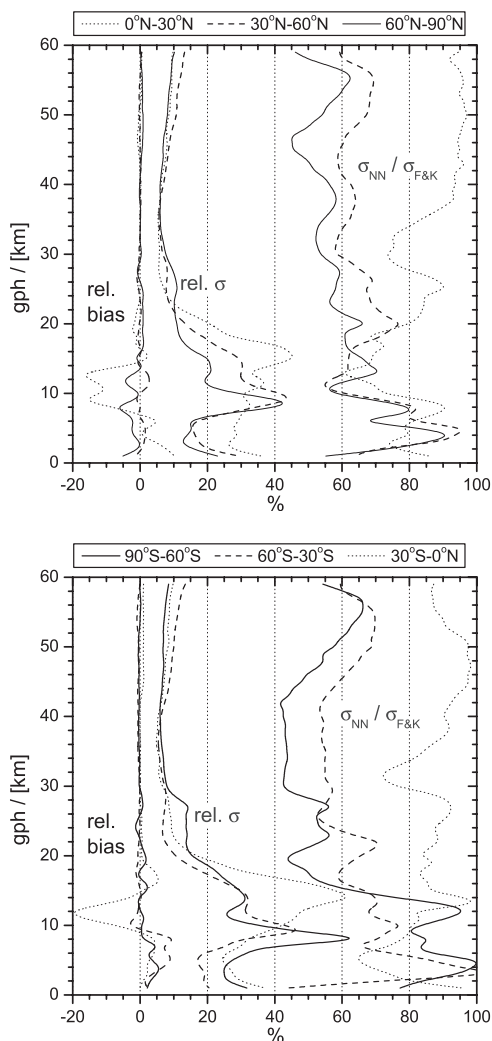 0°N-30°N 30°N-60°N 60°N-90°N
60
50
40
30
20
10
0
gph / [km]
σNN / σF&K
rel. bias
rel. σ
-20 0 20 40 60 80 100
%
90°S-60°S 60°S-30°S 30°S-0°N
60
50
40
30
20
10
0
gph / [km]
σNN / σF&K
rel. bias
rel. σ
-20 0 20 40 60 80 100
%